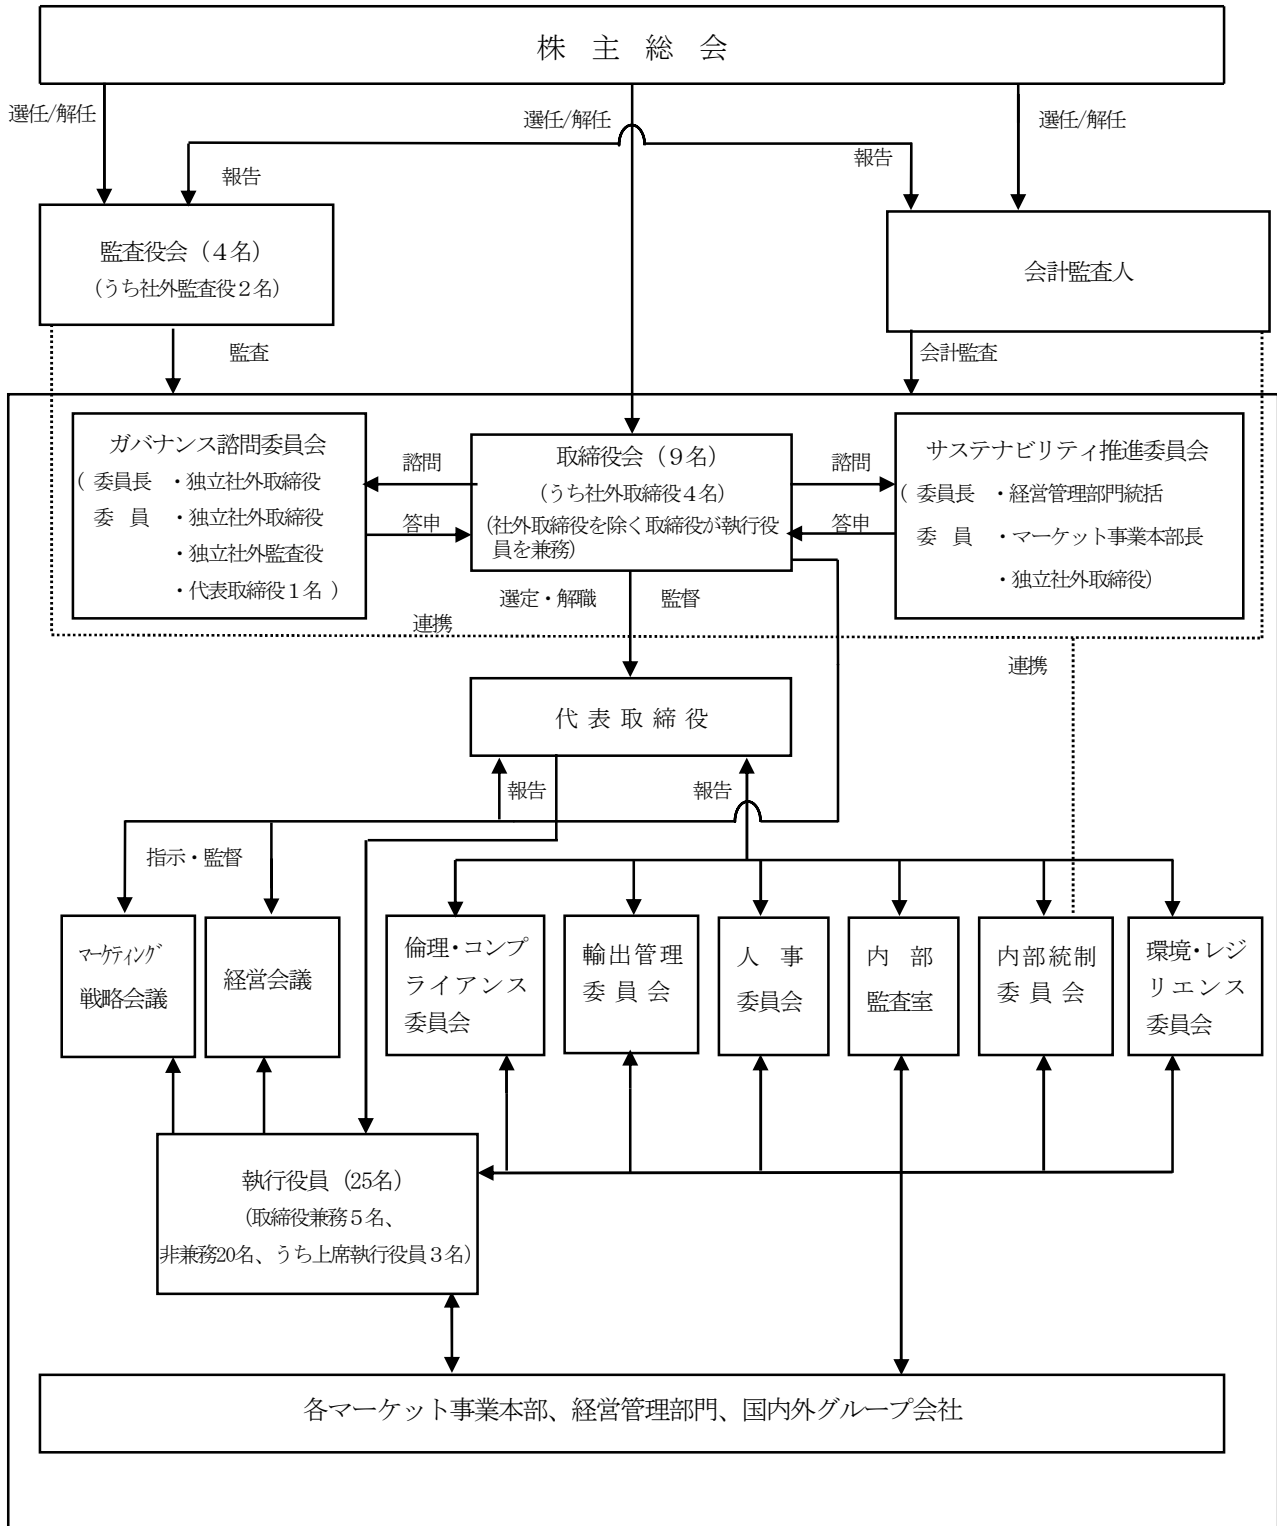 株 主 総 会
選任/解任
選任/解任
選任/解任
報告
報告
監査役会（４名）
（うち社外監査役２名）
会計監査人
監査
会計監査
ガバナンス諮問委員会
（ 委員長 ・独立社外取締役
委 員 ・独立社外取締役
・独立社外監査役
・代表取締役１名 ）
諮問
答申
取締役会（９名）
（うち社外取締役４名）
（社外取締役を除く取締役が執行役
員を兼務）
諮問
答申
サステナビリティ推進委員会
（ 委員長 ・経営管理部門統括
委 員 ・マーケット事業本部長
・独立社外取締役）
選定・解職
監督
連携
連携
代 表 取 締 役
報告
報告
指示・監督
マーケティング
戦略会議
経営会議
倫理・コンプ
ライアンス
委員会
輸出管理
委 員 会
人 事
委員会
内 部
監査室
内部統制
委 員 会
環境・レジ
リエンス
委員会
執行役員（25名）
（取締役兼務５名、
非兼務20名、うち上席執行役員３名）
各マーケット事業本部、経営管理部門、国内外グループ会社